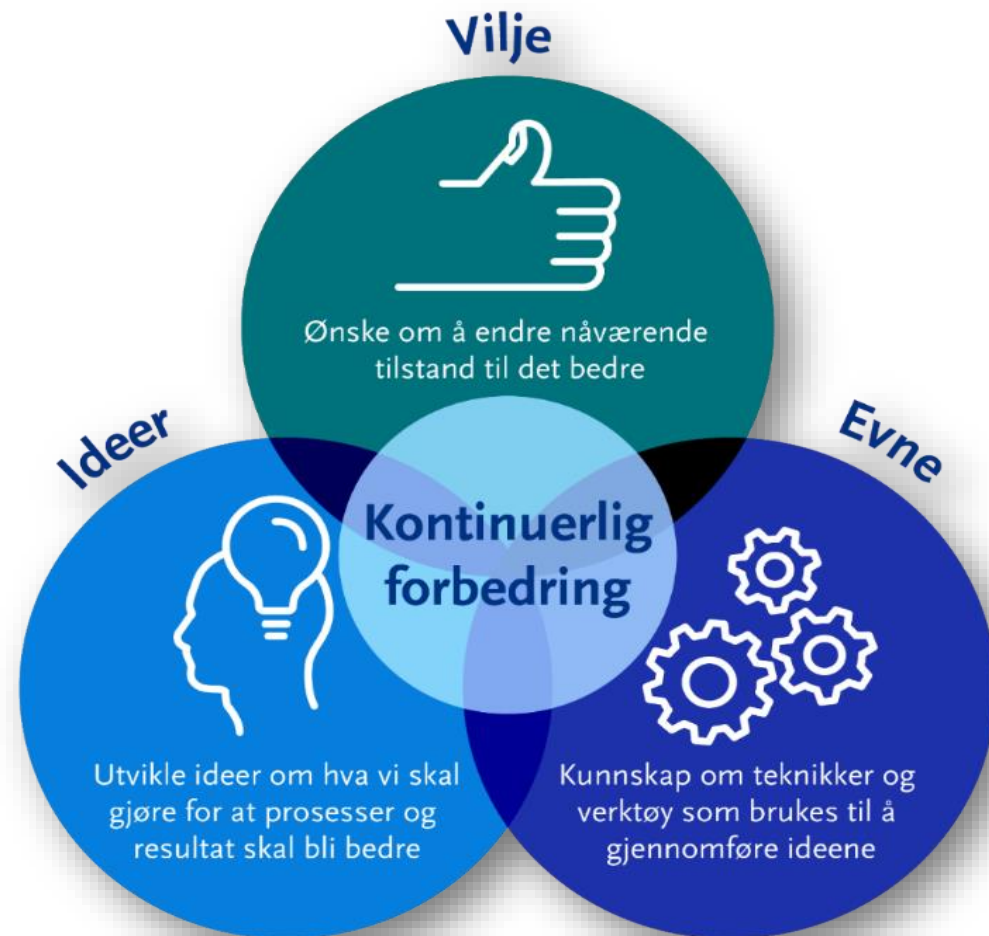 Vilje
Ønske om å endre nåværende
tilstand til det bedre
Ideer
Evne
Kontinuerlig
forbedring
Utvikle ideer om hva vi skal
gjøre for at prosesser og
resultat skal bli bedre
Kunnskap om teknikker og
verktøy som brukes til å
gjennomføre ideene